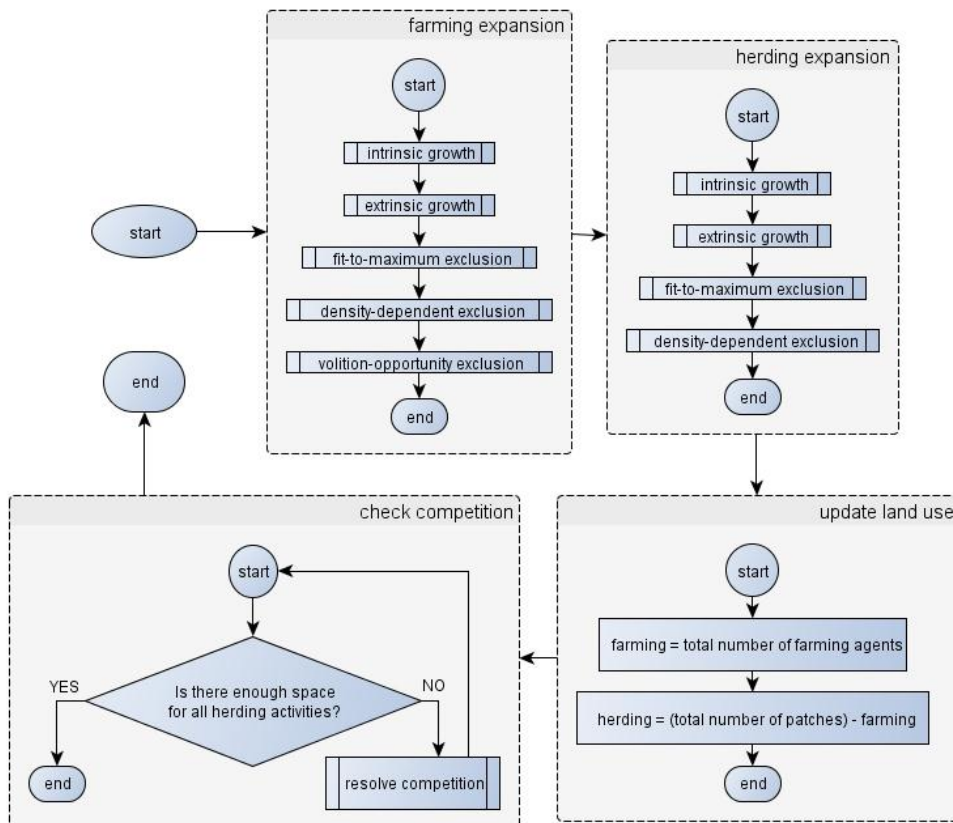 start
farming expansion
start
intrinsic growth
extrinsic growth
fit-to-maximum exclusion
density-dependent exclusion
volition-opportunity exclusion
end
herding expansion
start
intrinsic growth
extrinsic growth
fit-to-maximum exclusion
density-dependent exclusion
end
update land use
start
farming = total number of farming agents
herding = (total number of patches) - farming
end
check competition
start
Is there enough space
for all herding activities?
YES
NO
end
resolve competition
end